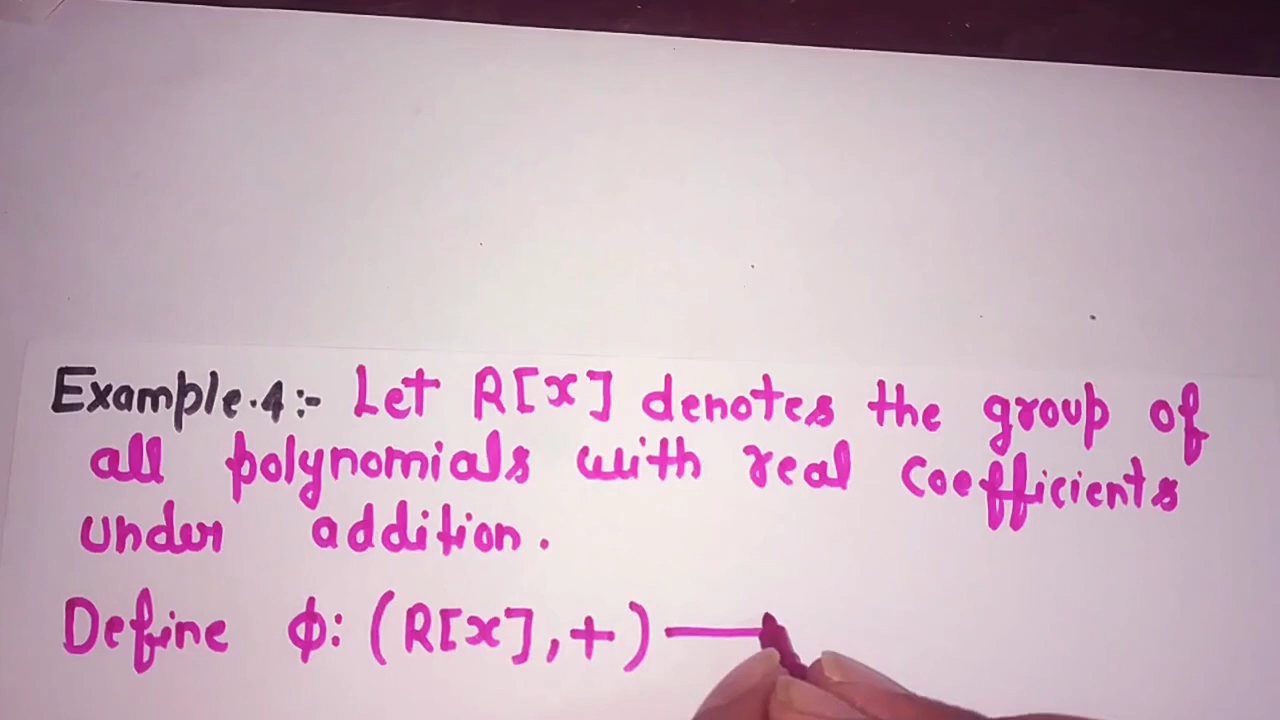 Example.4:- Let R[x] denotes the group of
all polynomials with real coefficients
under addition.
Define ϕ: (R[x],+) —